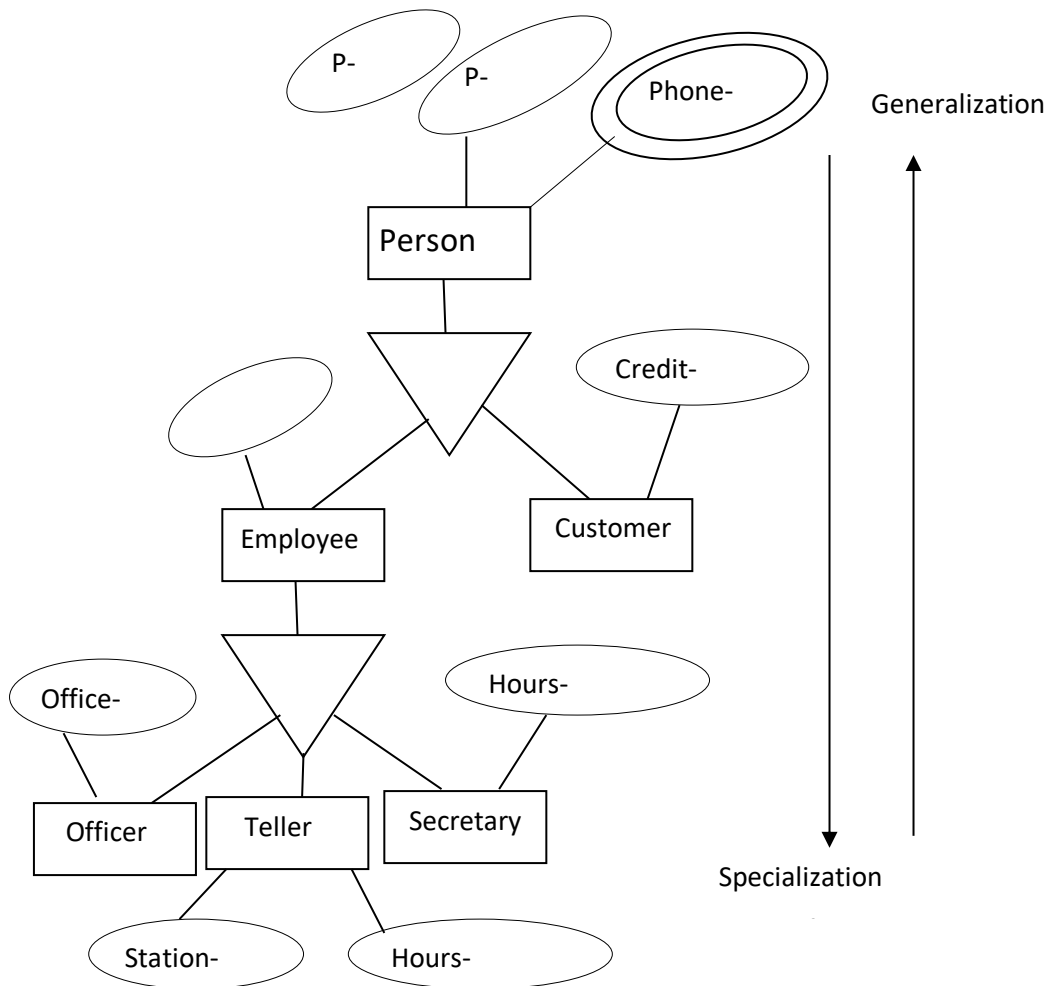 P-
P-
Phone-
Generalization
Person
Credit-
Employee
Customer
Office-
Hours-
Officer
Teller
Secretary
Specialization
Station-
Hours-